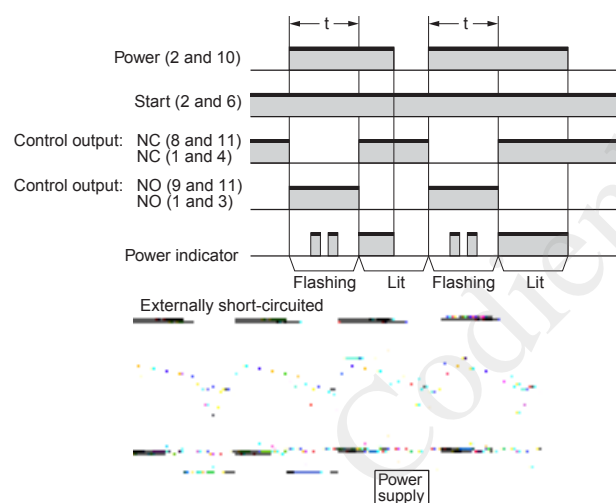 t t
Power (2 and 10)
Start (2 and 6)
Control output: NC (8 and 11)
NC (1 and 4)
Control output: NO (9 and 11)
NO (1 and 3)
Power indicator
Flashing Lit Flashing Lit
Externally short-circuited
Power
supply